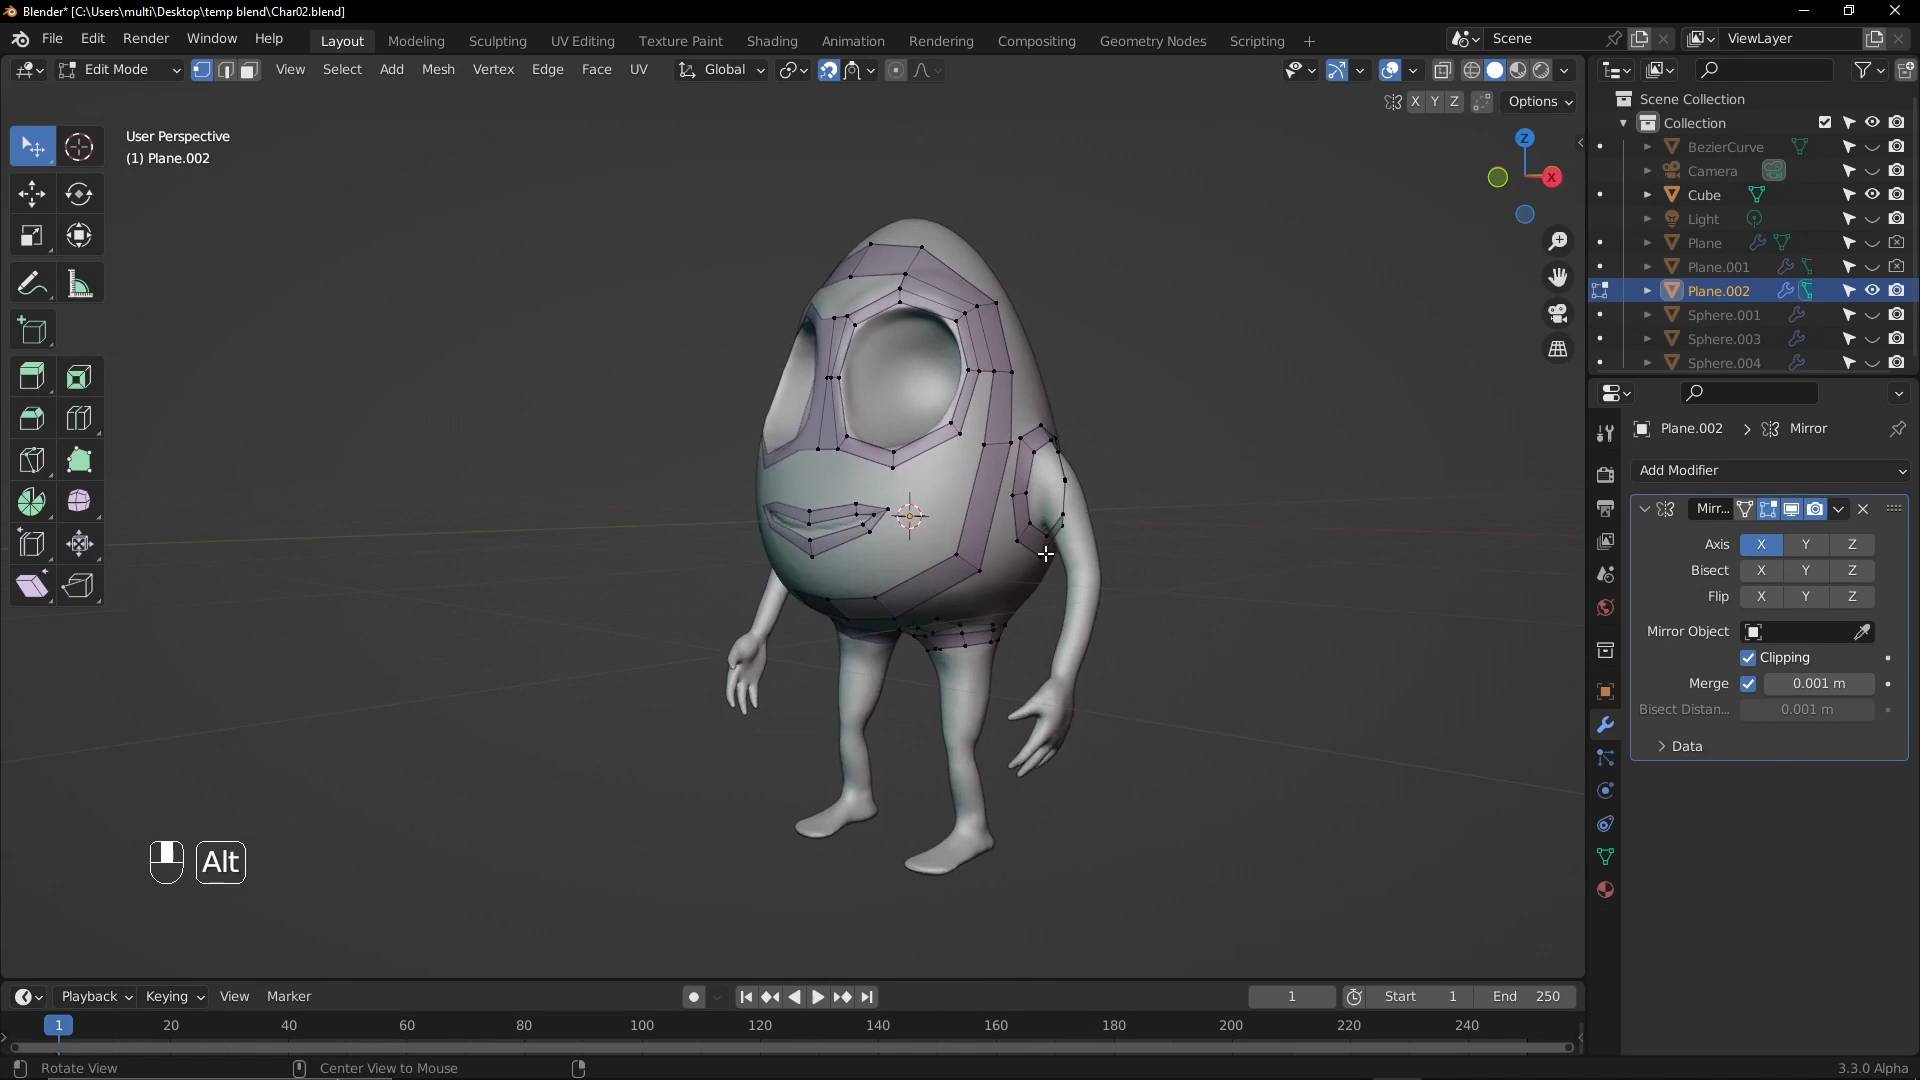 Blender* [C:\Users\multi\Desktop\temp blend\Char02.blend]
File Edit Render Window Help
Layout Modeling Sculpting UV Editing Texture Paint Shading Animation Rendering Compositing Geometry Nodes Scripting +
Scene
ViewLayer
Edit Mode View Select Add Mesh Vertex Edge Face UV Global
X Y Z Options
User Perspective
(1) Plane.002
Z
X
Scene Collection
Collection
BezierCurve
Camera
Cube
Light
Plane
Plane.001
Plane.002
Sphere.001
Sphere.003
Sphere.004
Plane.002 > Mirror
Add Modifier
Mirr...
Axis X Y Z
Bisect X Y Z
Flip X Y Z
Mirror Object
Clipping
Merge 0.001 m
Bisect Distan... 0.001 m
Data
Alt
Playback Keying View Marker
1 Start 1 End 250
1 20 40 60 80 100 120 140 160 180 200 220 240
Rotate View Center View to Mouse
3.3.0 Alpha